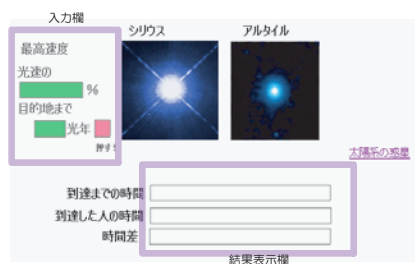 入力欄
シリウス
アルタイル
最高速度
光速の
%
目的地まで
光年
押す
太陽系の惑星
到達までの時間
到達した人の時間
時間差
結果表示欄